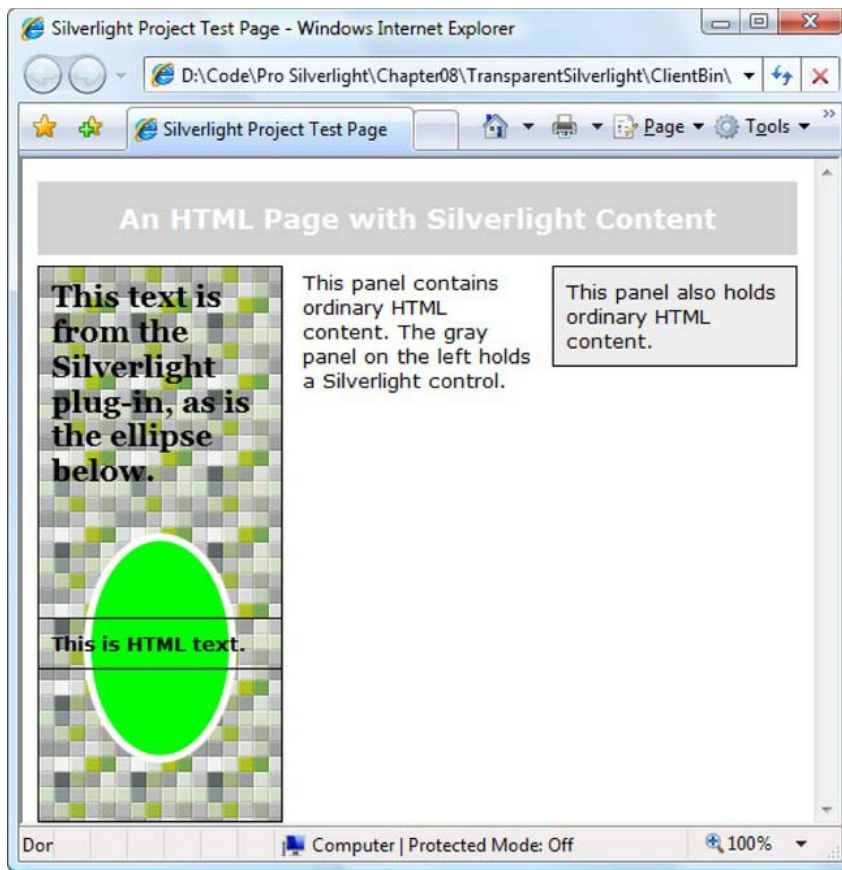 Silverlight Project Test Page - Windows Internet Explorer
D:\Code\Pro Silverlight\Chapter08\TransparentSilverlight\ClientBin\
Silverlight Project Test Page
Page
Tools
An HTML Page with Silverlight Content
This text is
from the
Silverlight
plug-in, as is
the ellipse
below.
This is HTML text.
This panel contains
ordinary HTML
content. The gray
panel on the left holds
a Silverlight control.
This panel also holds
ordinary HTML
content.
Dor
Computer | Protected Mode: Off
100%